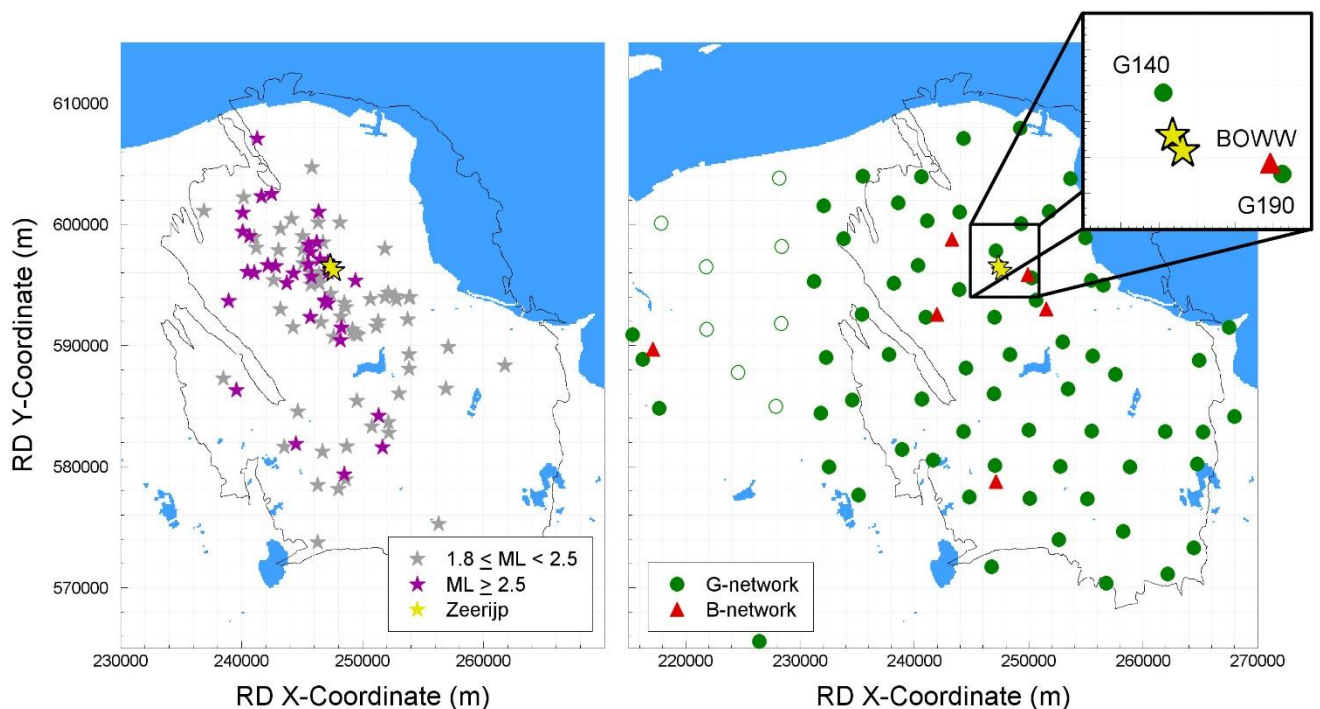 610000
600000
590000
580000
570000
RD Y-Coordinate (m)
1.8 ≤ ML < 2.5
ML ≥ 2.5
Zeerijp
230000 240000 250000 260000
RD X-Coordinate (m)
G140
BOWW
G190
G-network
B-network
220000 230000 240000 250000 260000 270000
RD X-Coordinate (m)